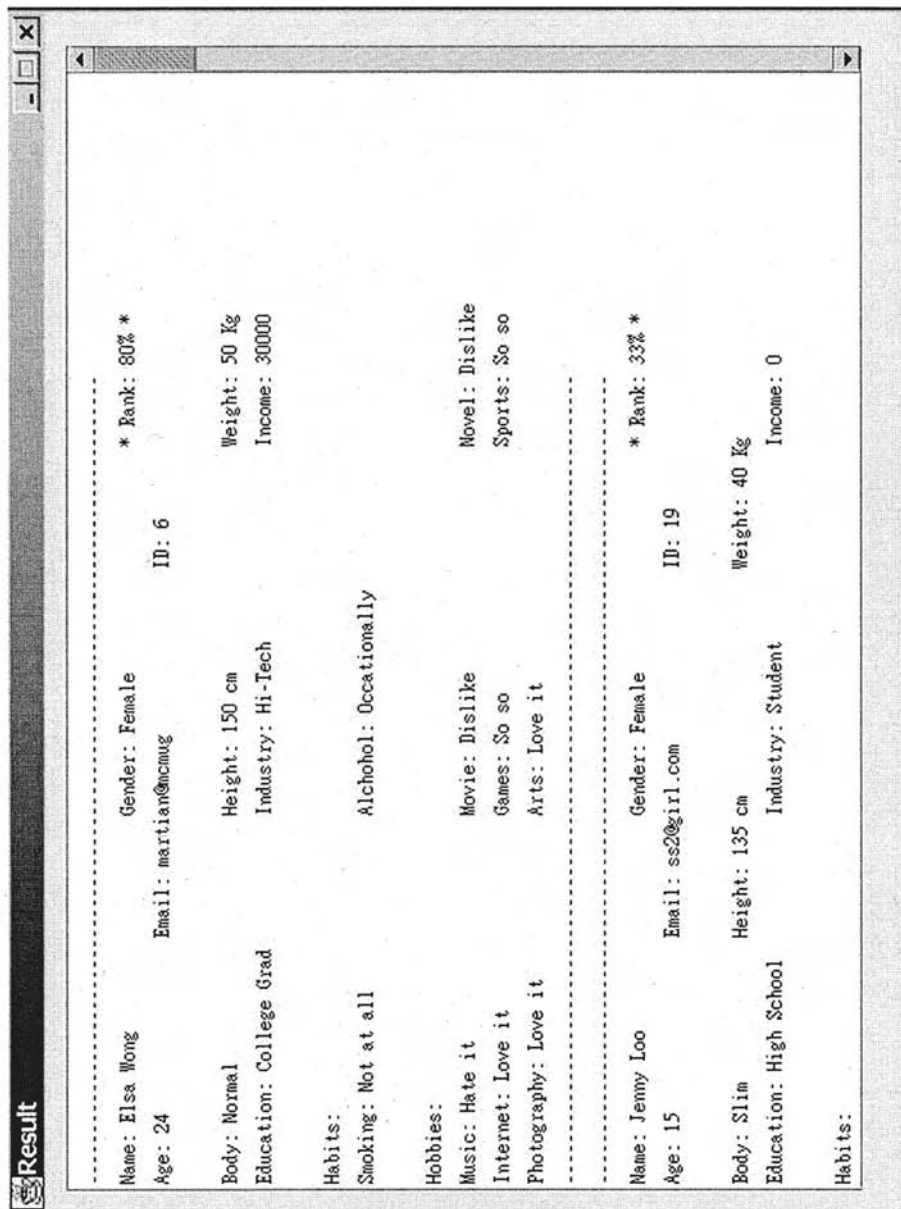 Result
Name: Elsa Wong Gender: Female * Rank: 80% *
Age: 24 Email: martian@mcmug ID: 6
Body: Normal Height: 150 cm Weight: 50 Kg
Education: College Grad Industry: Hi-Tech Income: 30000
Habits:
Smoking: Not at all Alchohol: Occationally
Hobbies:
Music: Hate it Movie: Dislike Novel: Dislike
Internet: Love it Games: So so Sports: So so
Photography: Love it Arts: Love it
Name: Jenny Loo Gender: Female * Rank: 33% *
Age: 15 Email: ss2@girl.com ID: 19
Body: Slim Height: 135 cm Weight: 40 Kg
Education: High School Industry: Student Income: 0
Habits: